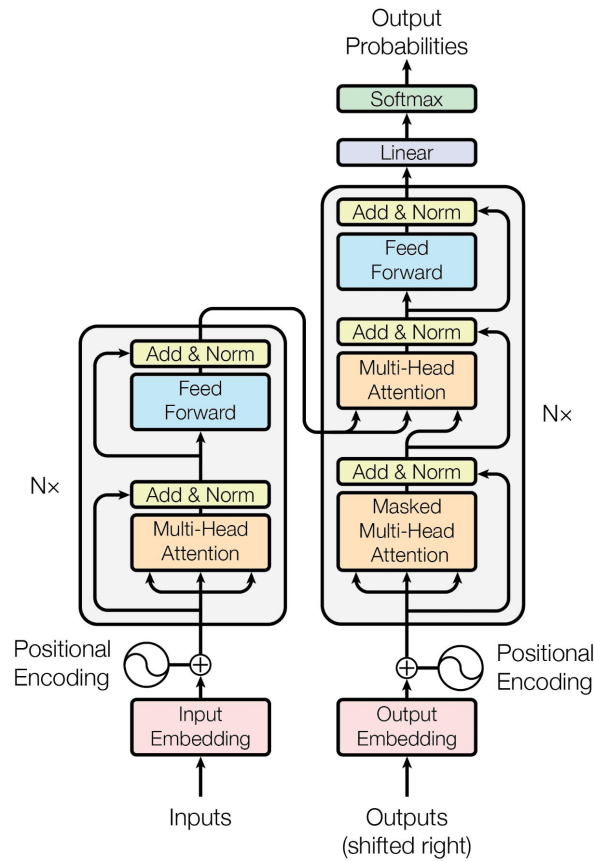 Output
Probabilities
Softmax
Linear
Add & Norm
Feed
Forward
Add & Norm
Multi-Head
Attention
Add & Norm
Masked
Multi-Head
Attention
Nx
Add & Norm
Feed
Forward
Add & Norm
Multi-Head
Attention
N×
Positional
Encoding
Positional
Encoding
Input
Embedding
Output
Embedding
Inputs
Outputs
(shifted right)